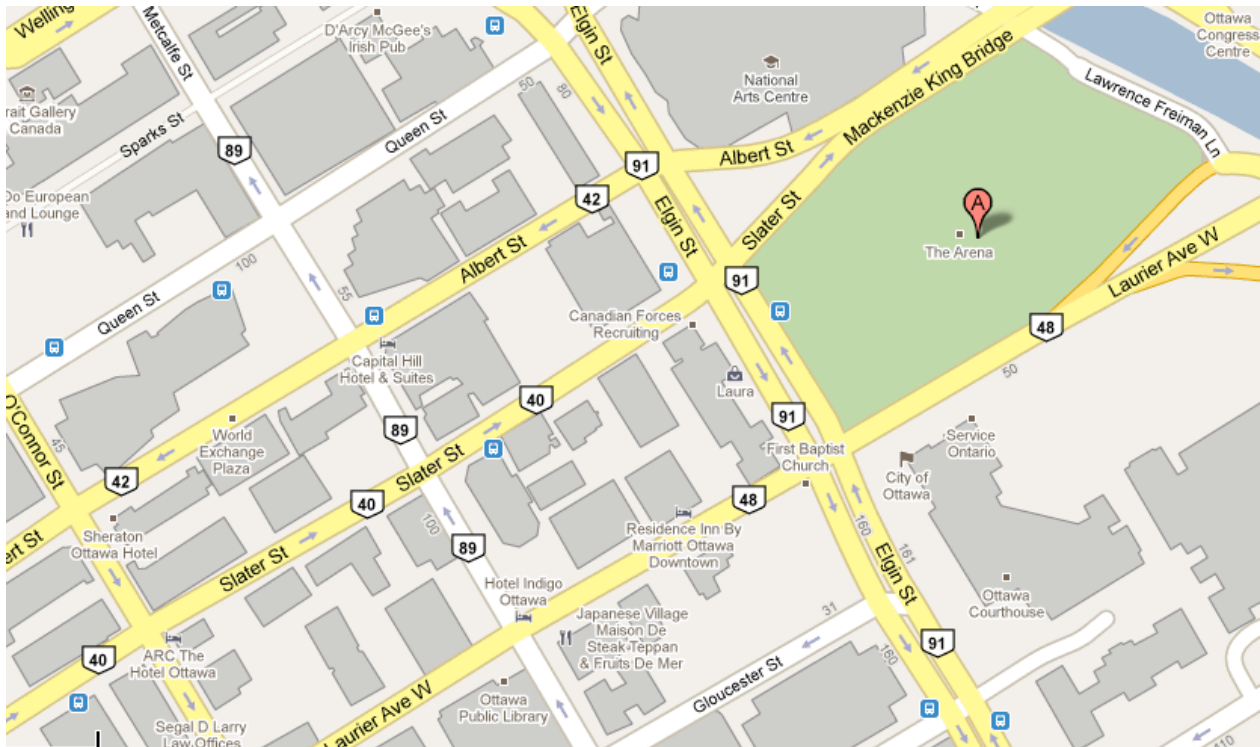 Wellin
Metcalfe St
D'Arcy McGee's
Irish Pub
Elgin St
National
Arts Centre
Mackenzie King Bridge
Ottawa
Congress
Centre
Lawrence Freiman Ln
rait Gallery
Canada
Sparks St
89
Queen St
50
80
91
Albert St
42
Do European
and Lounge
Elgin St
Slater St
A
The Arena
Laurier Ave W
Albert St
100
55
Queen St
91
48
Canadian Forces
Recruiting
50
Capital Hill
Hotel & Suites
Laura
40
91
O'Connor St
45
World
Exchange
Plaza
89
First Baptist
Church
Service
Ontario
City of
Ottawa
Slater St
42
40
48
100
Residence Inn By
Marriott Ottawa
Downtown
160
161
Elgin St
ert St
Sheraton
Ottawa Hotel
89
Slater St
Hotel Indigo
Ottawa
Japanese Village
Maison De
Steak-Teppan
& Fruits De Mer
31
Ottawa
Courthouse
91
40
ARC The
Hotel Ottawa
Gloucester St
160
Ottawa
Public Library
Laurier Ave W
Segal D Larry
Law Offices
110